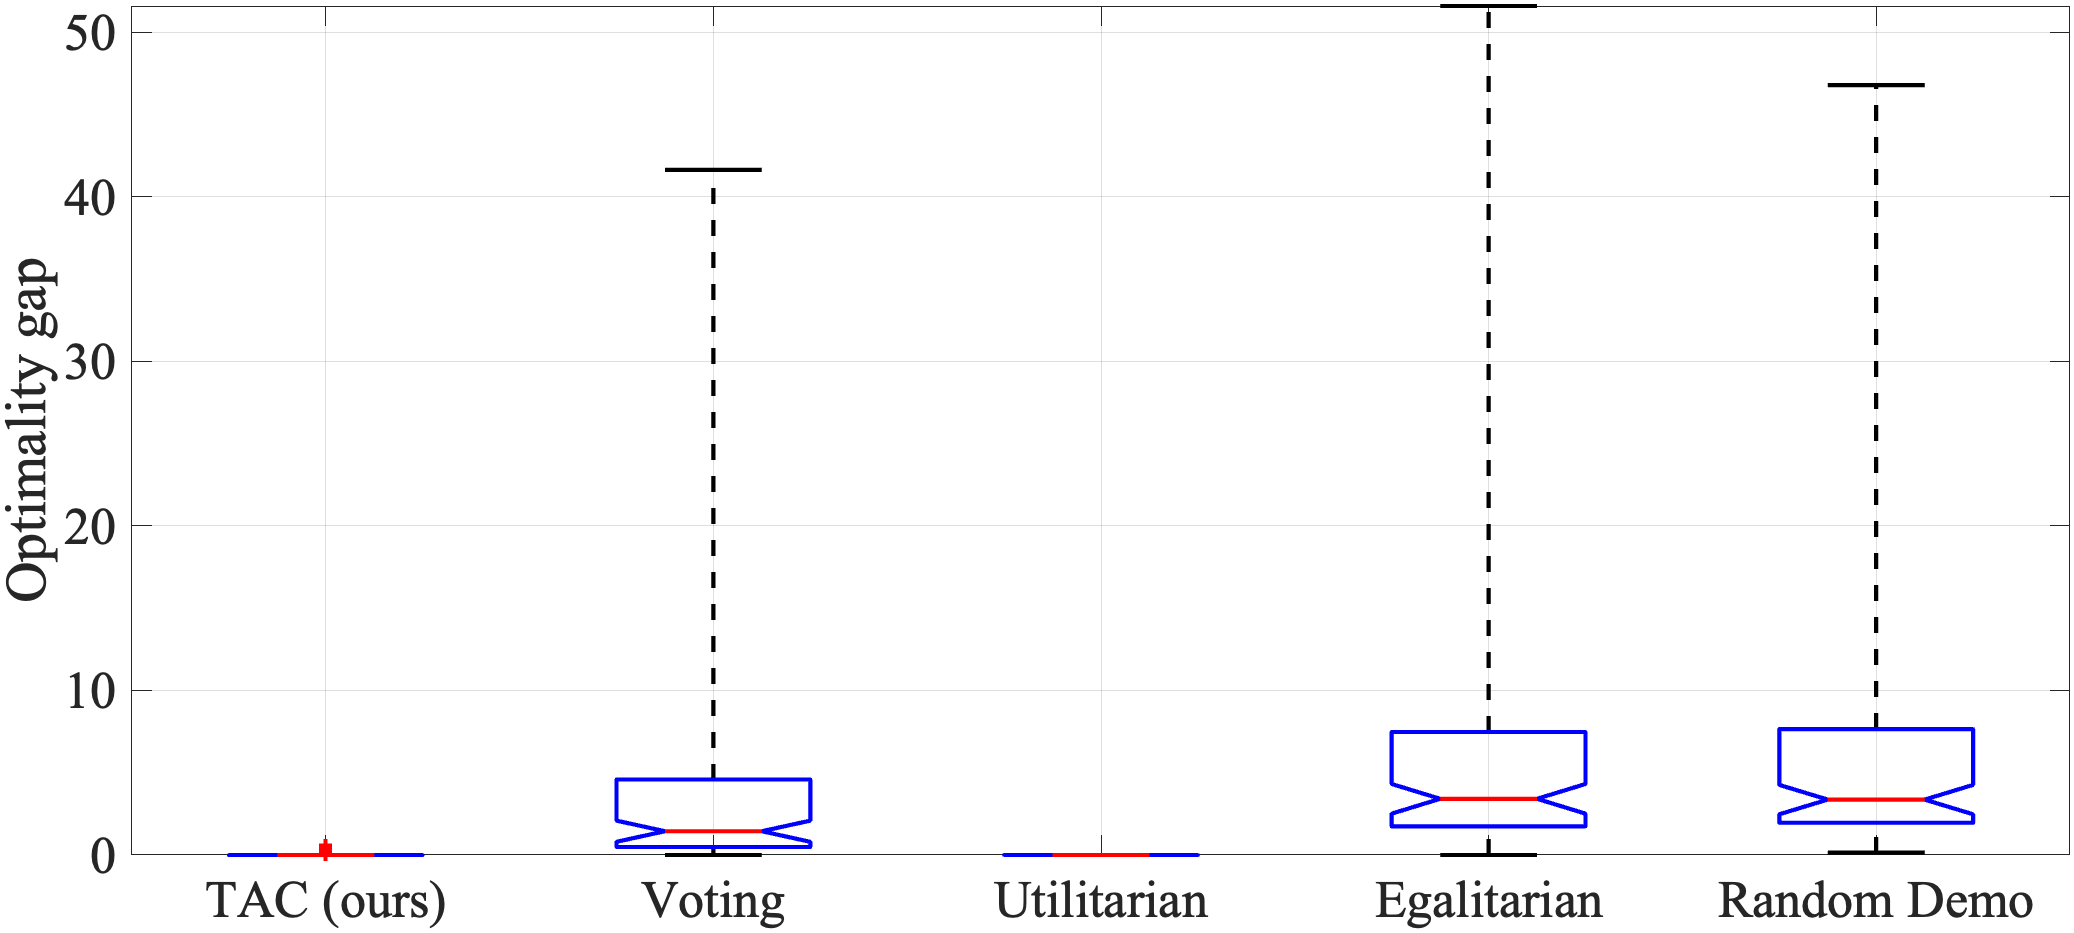 Optimality gap
50
40
30
20
10
0
TAC (ours)
Voting
Utilitarian
Egalitarian
Random Demo